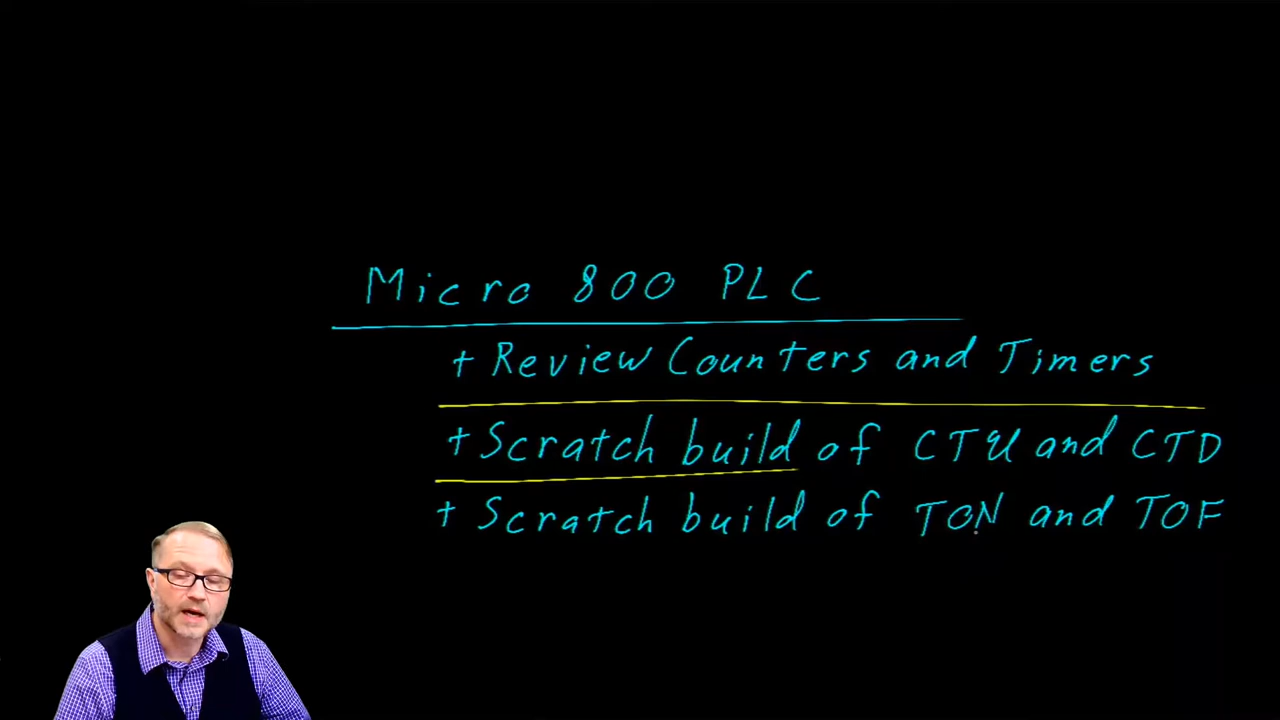 Micro 800 PLC
+ Review Counters and Timers
+ Scratch build of CTU and CTD
+ Scratch build of TON and TOF